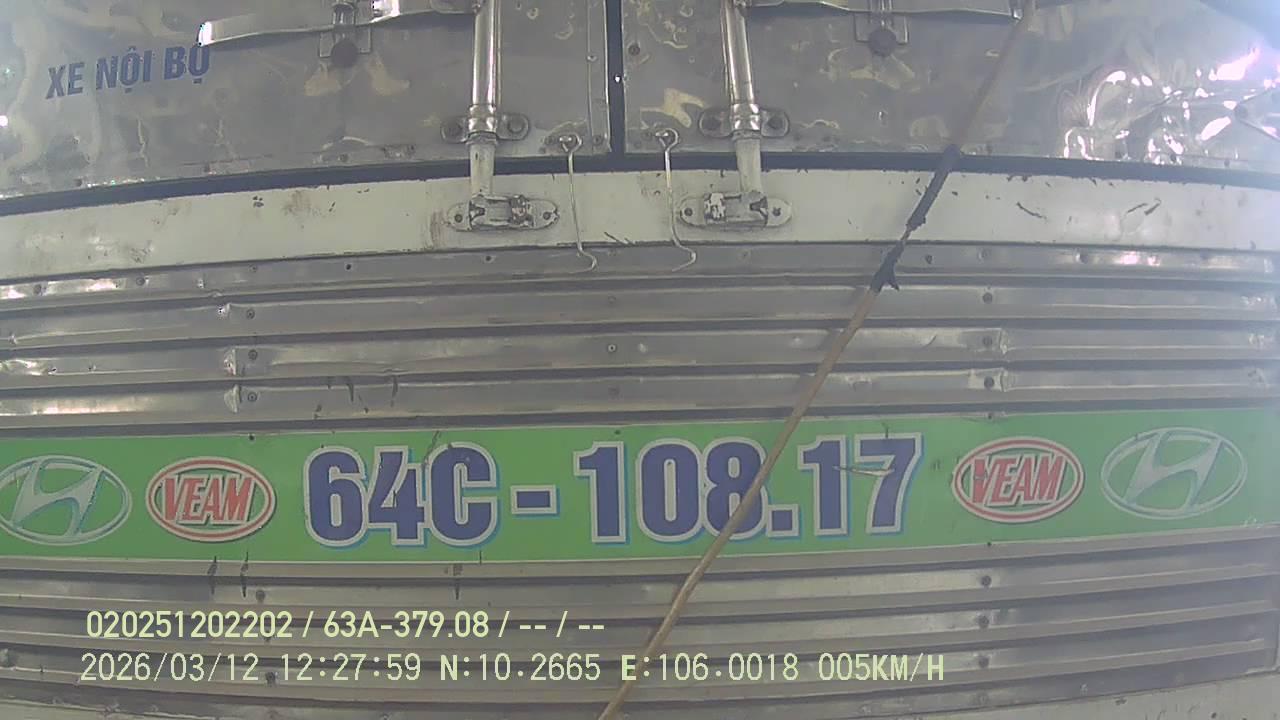 XE NỘI BỘ
VEAM 64C - 108.17 VEAM
020251202202 / 63A-379.08 / -- / --
2026/03/12 12:27:59 N:10.2665 E:106.0018 005KM/H